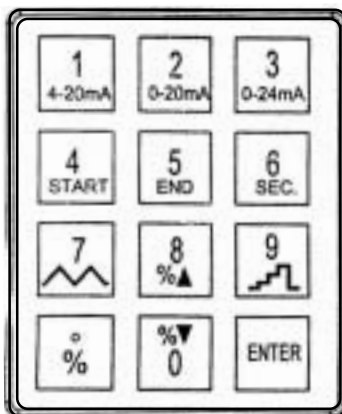 1 2 3
4-20mA 0-20mA 0-24mA
4 5 6
START END SEC.
7 8 9
%▲
° %▼
% 0 ENTER